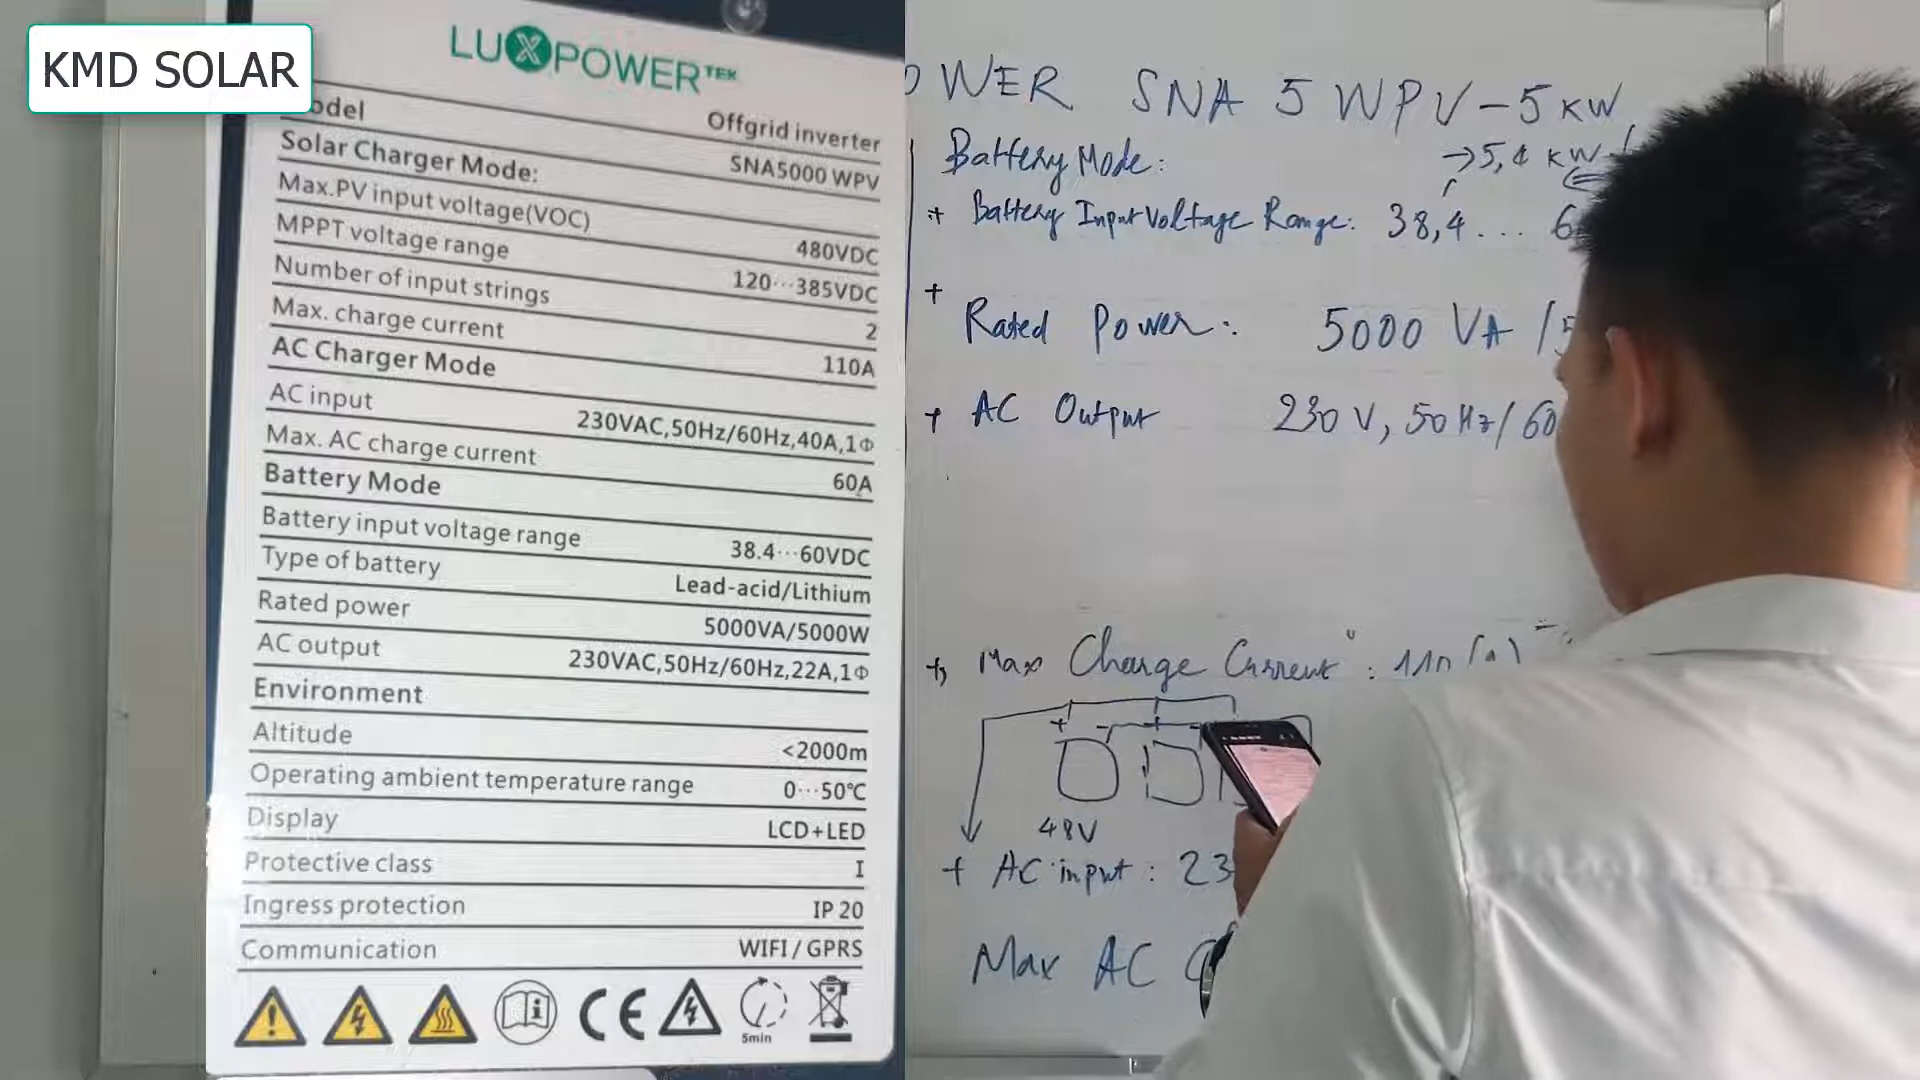 KMD SOLAR
LUXPOWERTEK
odel
Offgrid inverter
SNA5000 WPV
Solar Charger Mode:
Max.PV input voltage(VOC) 480VDC
MPPT voltage range 120···385VDC
Number of input strings 2
Max. charge current 110A
AC Charger Mode
AC input 230VAC,50Hz/60Hz,40A,1Φ
Max. AC charge current 60A
Battery Mode
Battery input voltage range 38.4···60VDC
Type of battery Lead-acid/Lithium
Rated power 5000VA/5000W
AC output 230VAC,50Hz/60Hz,22A,1Φ
Environment
Altitude <2000m
Operating ambient temperature range 0···50℃
Display LCD+LED
Protective class I
Ingress protection IP 20
Communication WIFI / GPRS
CE
5min
OWER SNA 5 WPV-5 KW
Battery Mode:
→5,4 KW
+ Battery Input Voltage Range: 38,4... 6
+ Rated Power: 5000 VA /5
+ AC Output 230 V, 50 Hz/ 60
+, Max Charge Current: 110 (A)
+ - +
48V
+ AC input: 23
Max AC C